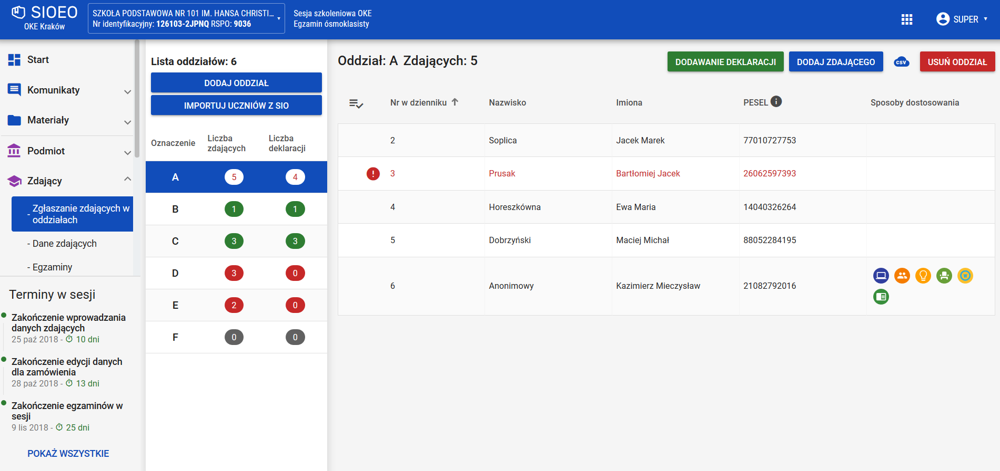 SIOEO
OKE Kraków
SZKOŁA PODSTAWOWA NR 101 IM. HANSA CHRISTI...
Nr identyfikacyjny: 126103-2JPNQ RSPO: 9036
Sesja szkoleniowa OKE
Egzamin ósmoklasisty
SUPER
Start
Komunikaty
Materiały
Podmiot
Zdający
- Zgłaszanie zdających w
oddziałach
- Dane zdających
- Egzaminy
Terminy w sesji
Zakończenie wprowadzania
danych zdających
25 paź 2018 - 10 dni
Zakończenie edycji danych
dla zamówienia
28 paź 2018 - 13 dni
Zakończenie egzaminów w
sesji
9 lis 2018 - 25 dni
POKAŻ WSZYSTKIE
Lista oddziałów: 6
DODAJ ODDZIAŁ
IMPORTUJ UCZNIÓW Z SIO
Oznaczenie Liczba zdających Liczba deklaracji
A 5 4
B 1 1
C 3 3
D 3 0
E 2 0
F 0 0
Oddział: A Zdających: 5
DODAWANIE DEKLARACJI
DODAJ ZDAJĄCEGO
CSV
USUŃ ODDZIAŁ
Nr w dzienniku Nazwisko Imiona PESEL i Sposoby dostosowania
2 Soplica Jacek Marek 77010727753
! 3 Prusak Bartłomiej Jacek 26062597393
4 Horeszkówna Ewa Maria 14040326264
5 Dobrzyński Maciej Michał 88052284195
6 Anonimowy Kazimierz Mieczysław 21082792016 W